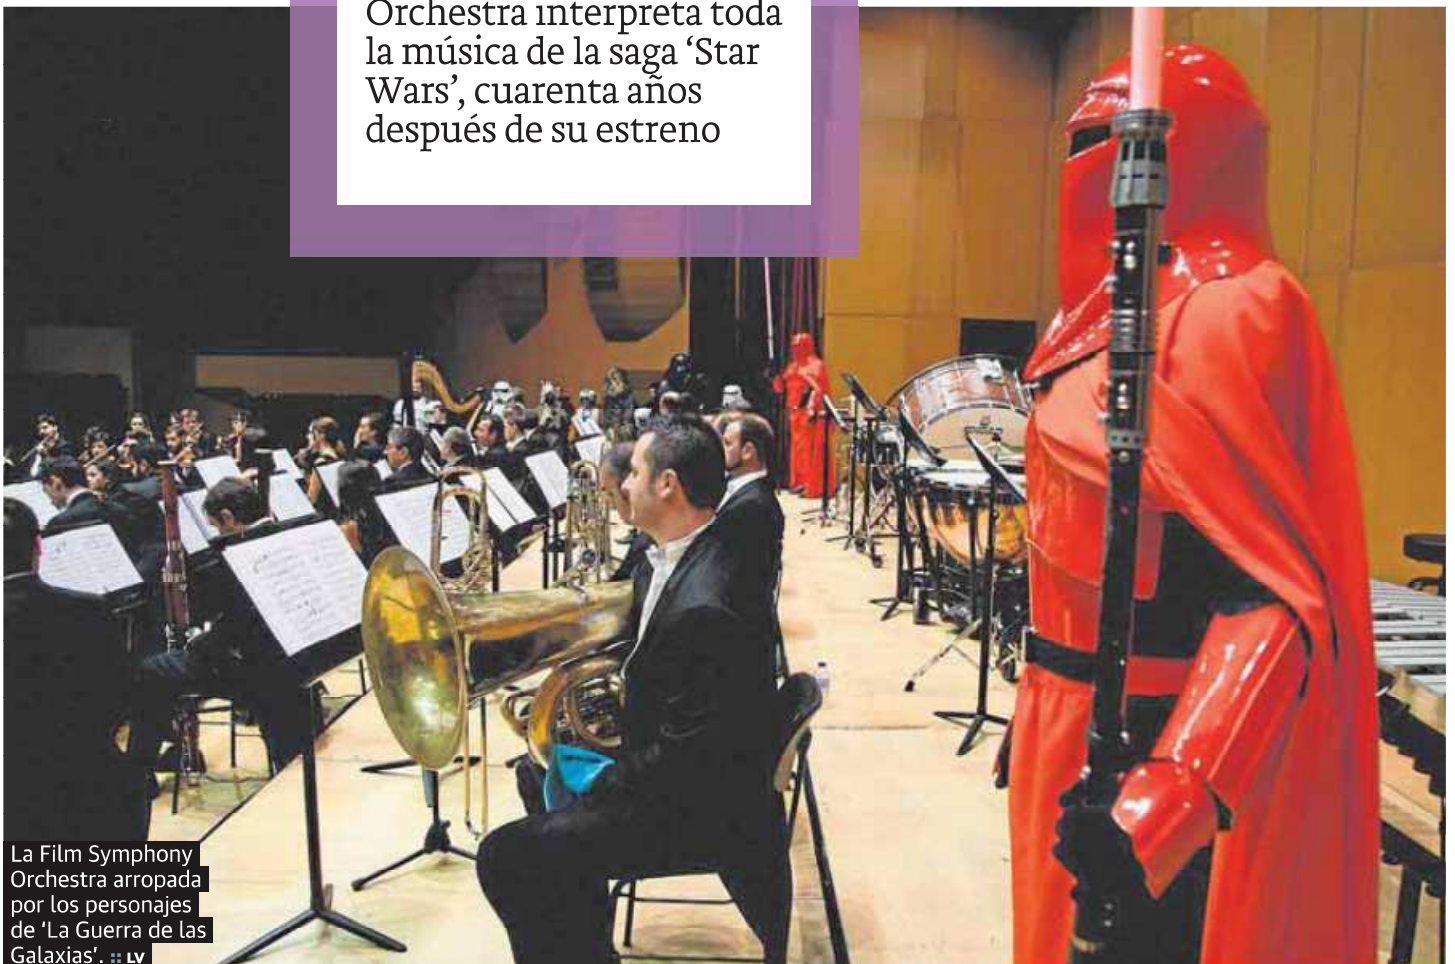 Orchestra interpreta toda
la música de la saga ‘Star
Wars’, cuarenta años
después de su estreno
La Film Symphony
Orchestra arropada
por los personajes
de ‘La Guerra de las
Galaxias’. :: LV